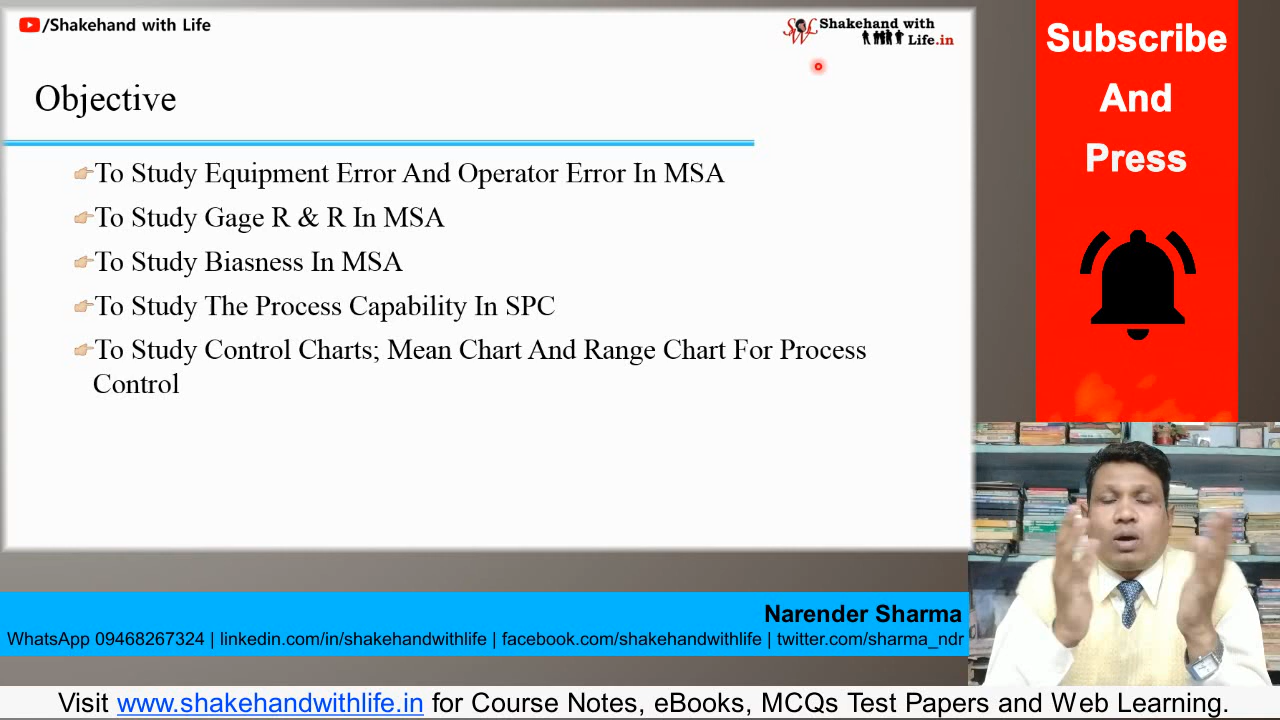 /Shakehand with Life
Shakehand with
Life.in
Subscribe
And
Press
Objective
To Study Equipment Error And Operator Error In MSA
To Study Gage R & R In MSA
To Study Biasness In MSA
To Study The Process Capability In SPC
To Study Control Charts; Mean Chart And Range Chart For Process
Control
Narender Sharma
WhatsApp 09468267324 | linkedin.com/in/shakehandwithlife | facebook.com/shakehandwithlife | twitter.com/sharma_ndr
Visit www.shakehandwithlife.in for Course Notes, eBooks, MCQs Test Papers and Web Learning.